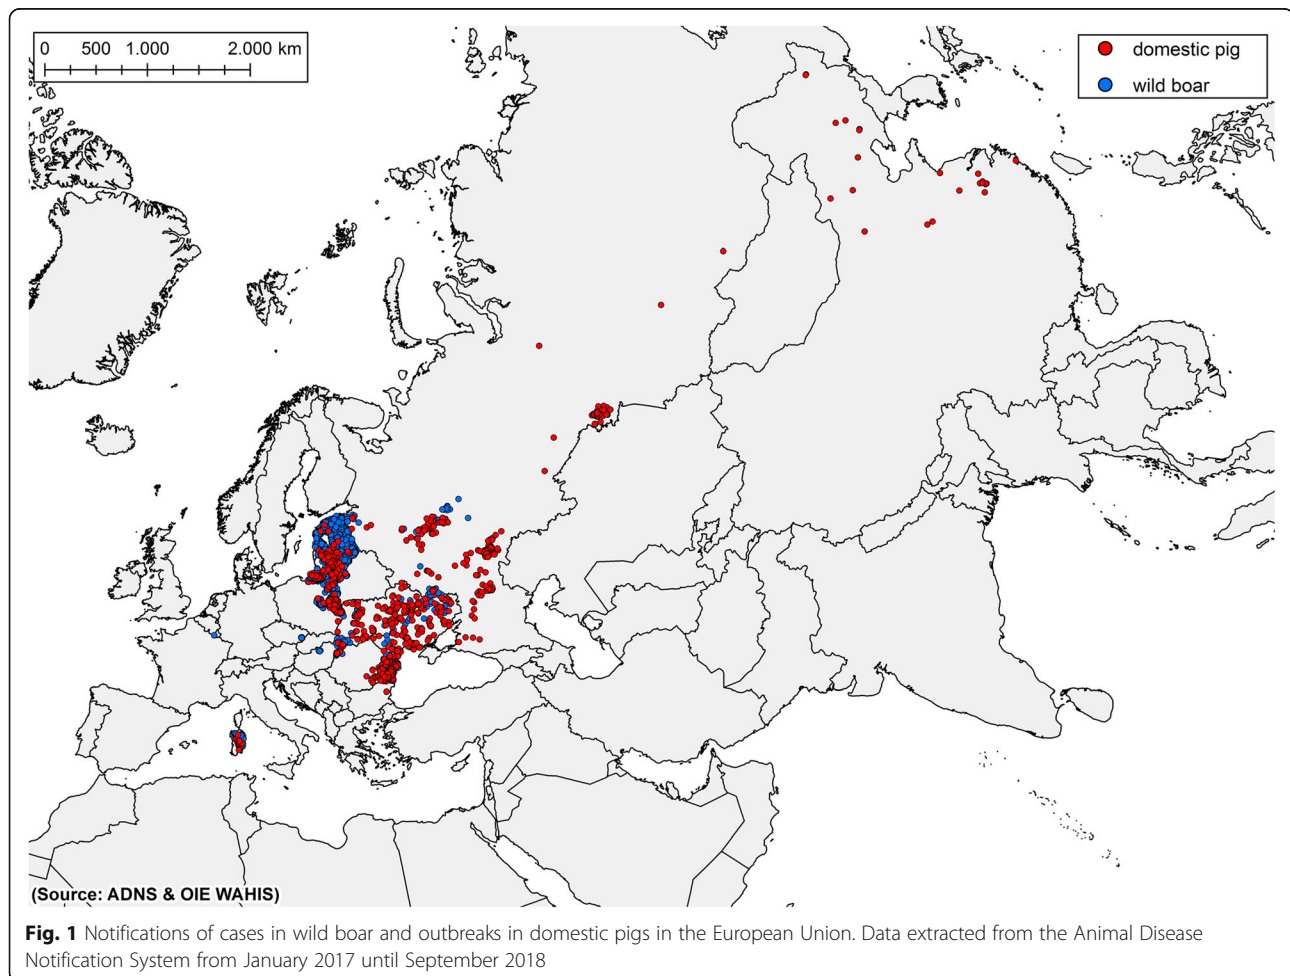 0 500 1.000 2.000 km
domestic pig
wild boar
(Source: ADNS & OIE WAHIS)
Fig. 1 Notifications of cases in wild boar and outbreaks in domestic pigs in the European Union. Data extracted from the Animal Disease
Notification System from January 2017 until September 2018